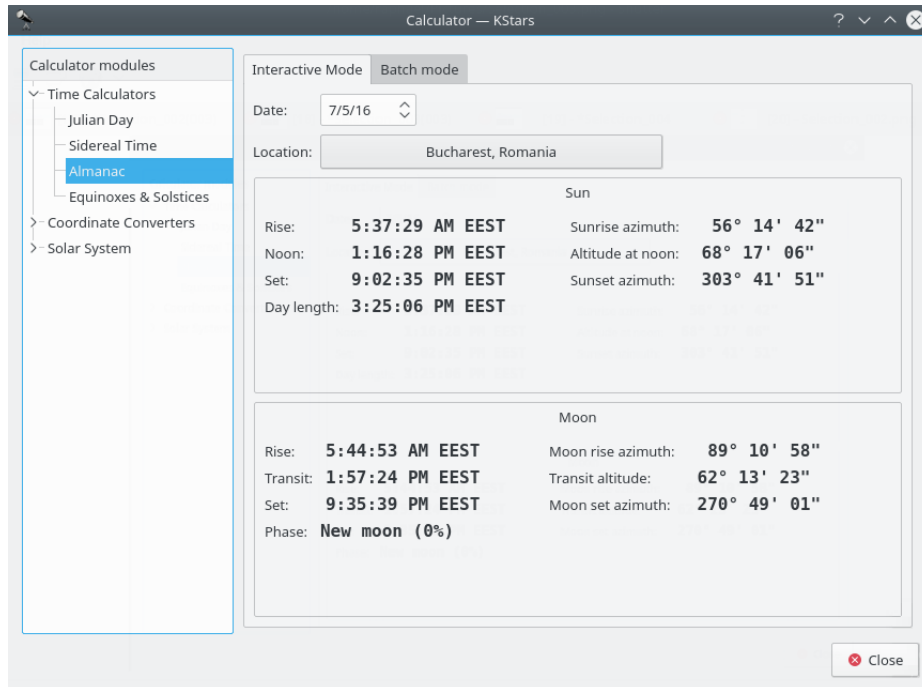 Calculator — KStars
Calculator modules
Time Calculators
Julian Day
Sidereal Time
Almanac
Equinoxes & Solstices
Coordinate Converters
Solar System
Interactive Mode Batch mode
Date: 7/5/16
Location: Bucharest, Romania
Sun
Rise: 5:37:29 AM EEST Sunrise azimuth: 56° 14' 42"
Noon: 1:16:28 PM EEST Altitude at noon: 68° 17' 06"
Set: 9:02:35 PM EEST Sunset azimuth: 303° 41' 51"
Day length: 3:25:06 PM EEST
Moon
Rise: 5:44:53 AM EEST Moon rise azimuth: 89° 10' 58"
Transit: 1:57:24 PM EEST Transit altitude: 62° 13' 23"
Set: 9:35:39 PM EEST Moon set azimuth: 270° 49' 01"
Phase: New moon (0%)
Close